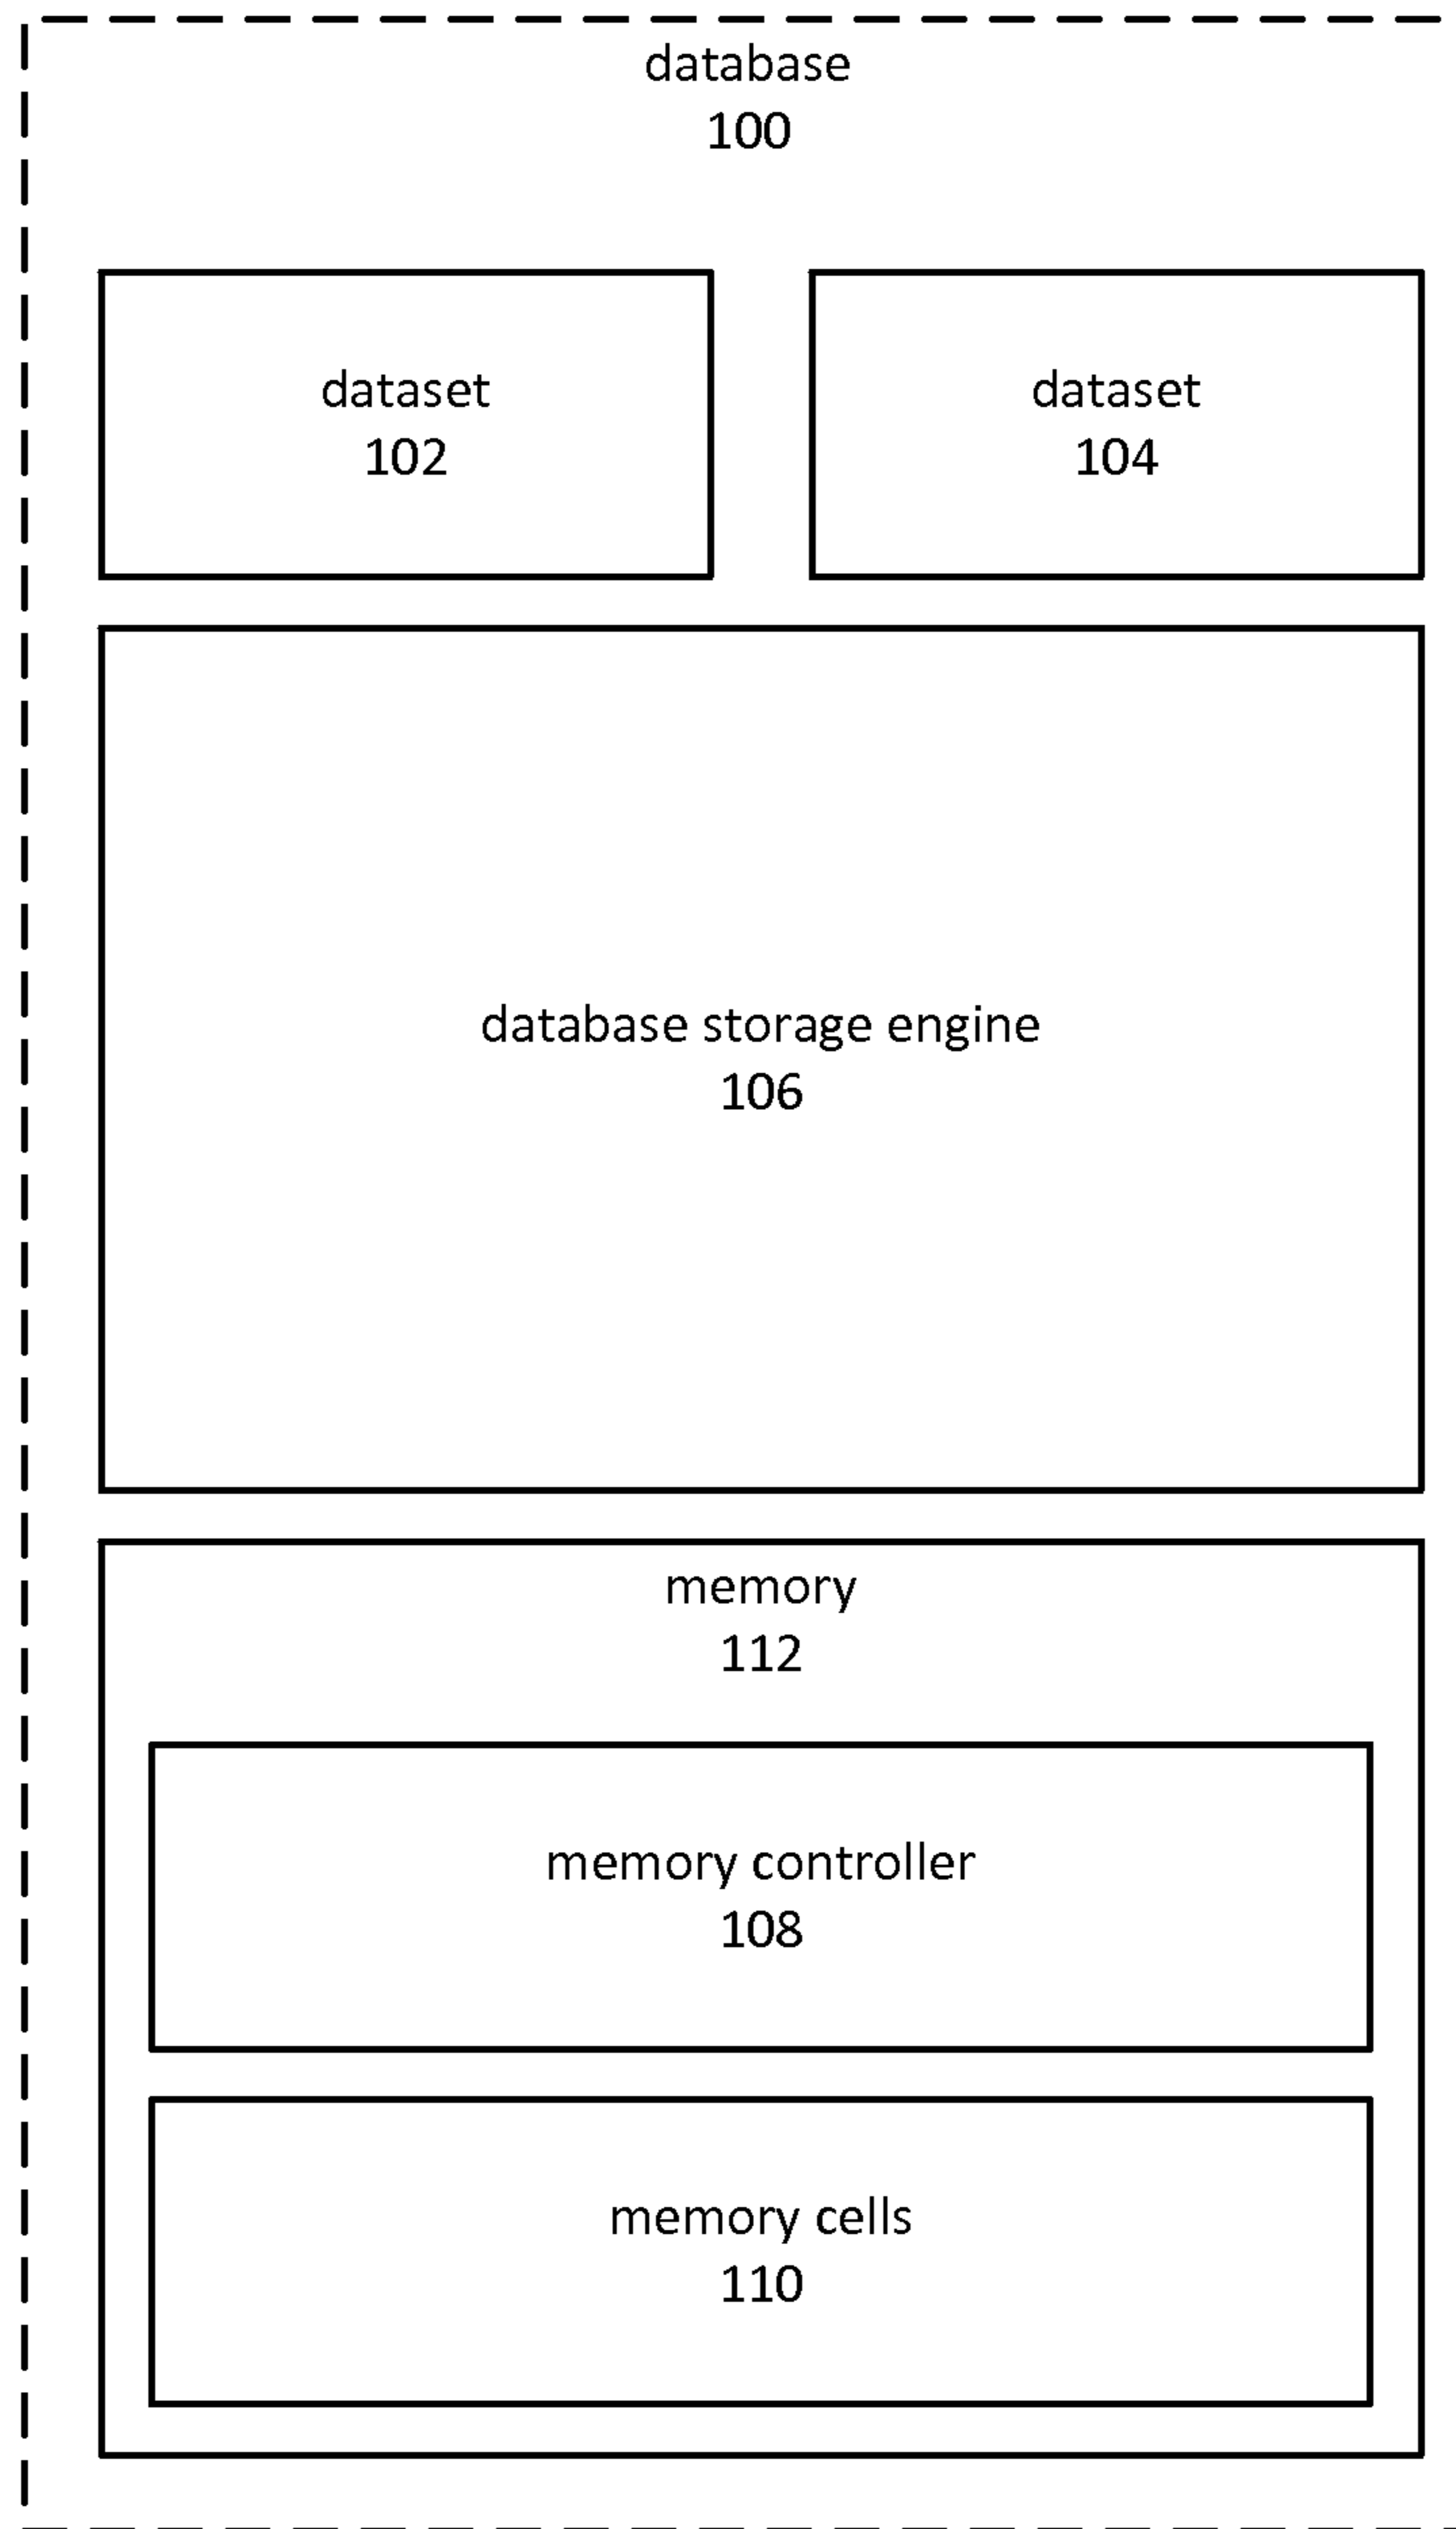 database
100
dataset
102
dataset
104
database storage engine
106
memory
112
memory controller
108
memory cells
110